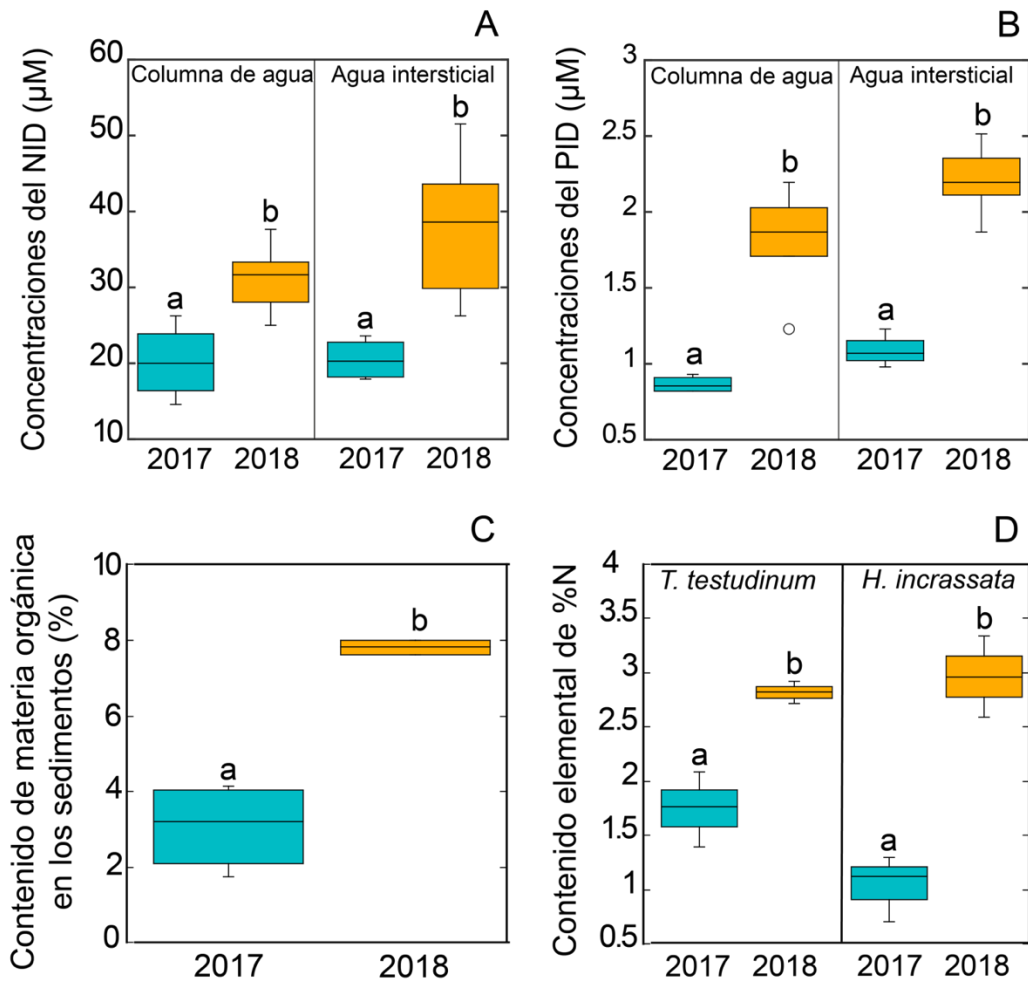 A
Concentraciones del NID (µM)
60
50
40
30
20
10
Columna de agua
Agua intersticial
a
b
a
b
2017
2018
2017
2018
B
Concentraciones del PID (µM)
3
2.5
2
1.5
1
0.5
Columna de agua
Agua intersticial
a
b
a
b
2017
2018
2017
2018
C
Contenido de materia orgánica
en los sedimentos (%)
10
8
6
4
2
0
a
b
2017
2018
D
Contenido elemental de %N
4
3.5
3
2.5
2
1.5
1
0.5
T. testudinum
H. incrassata
a
b
a
b
2017
2018
2017
2018